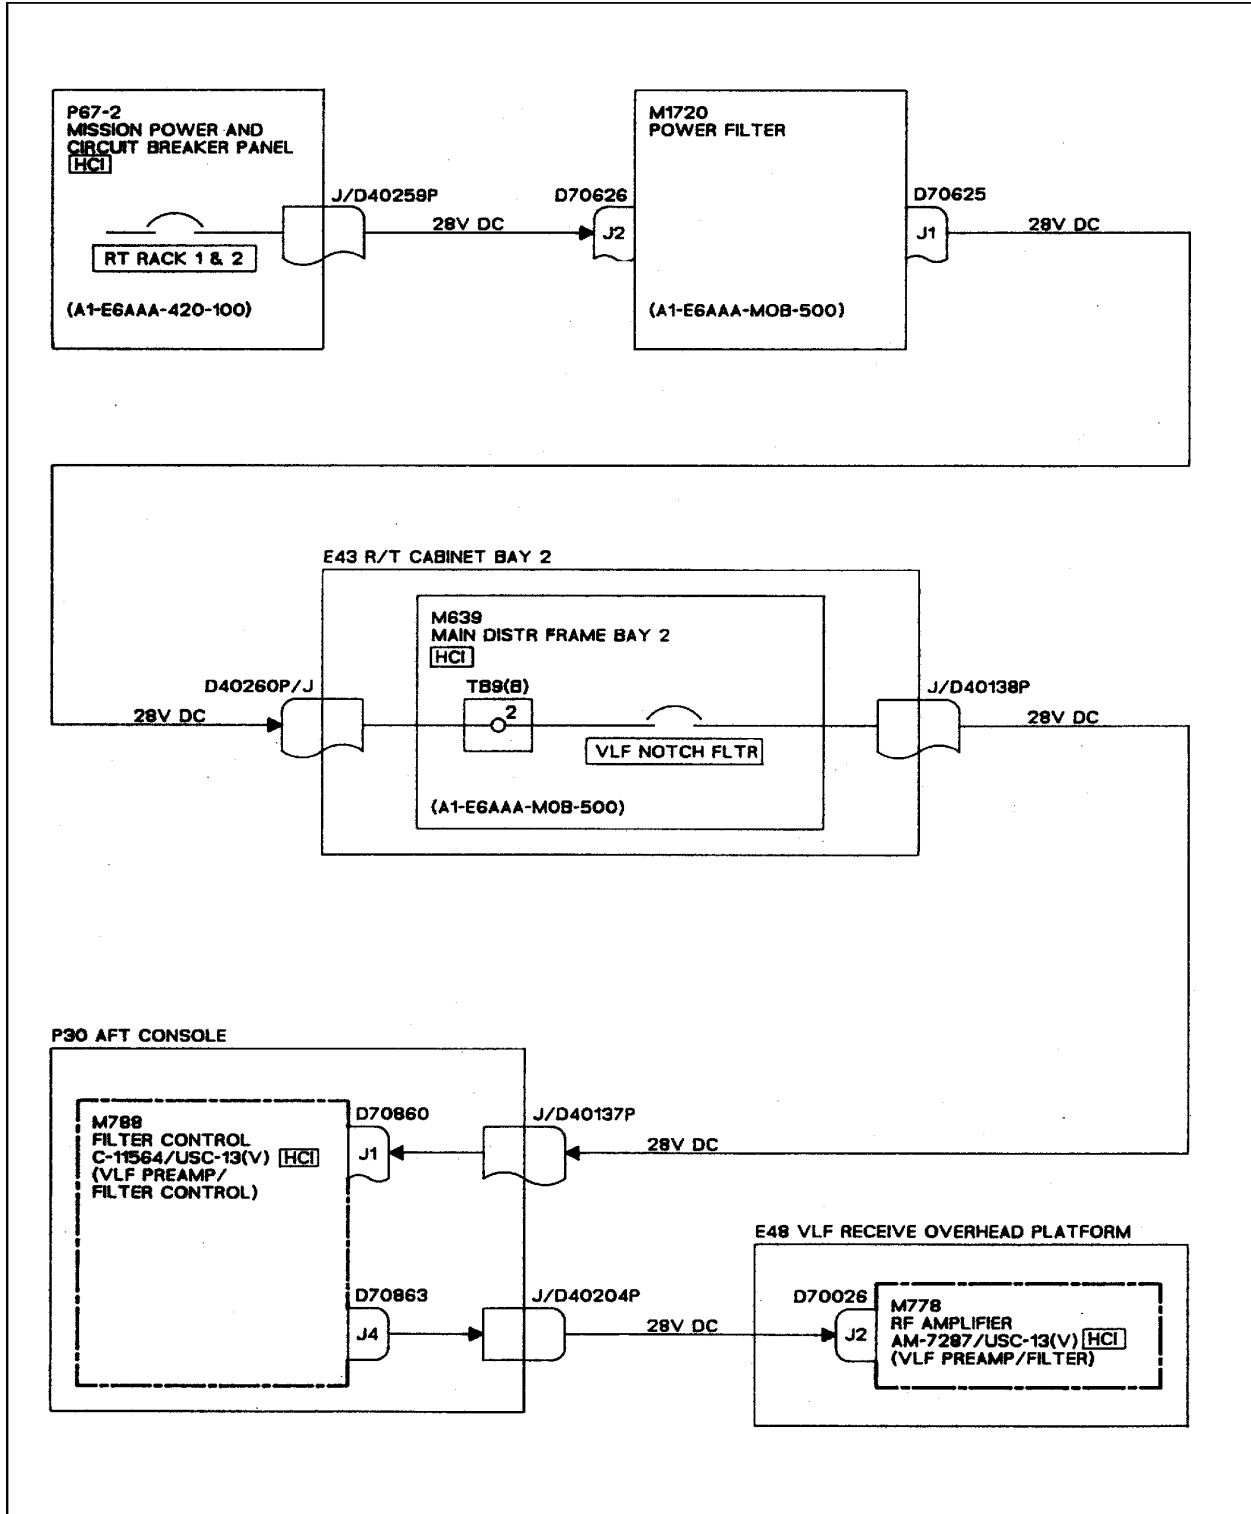 P67-2
MISSION POWER AND
CIRCUIT BREAKER PANEL
HCI
J/D40259P
28V DC
RT RACK 1 & 2
(A1-E6AAA-420-100)
M1720
POWER FILTER
D70626
J2
D70625
J1
28V DC
(A1-E6AAA-MOB-500)
E43 R/T CABINET BAY 2
M639
MAIN DISTR FRAME BAY 2
HCI
D40260P/J
28V DC
TB9(B)
2
VLF NOTCH FLTR
J/D40138P
28V DC
(A1-E6AAA-MOB-500)
P30 AFT CONSOLE
M788
FILTER CONTROL
C-11564/USC-13(V) HCI
(VLF PREAMP/
FILTER CONTROL)
D70860
J1
J/D40137P
28V DC
D70863
J4
J/D40204P
28V DC
E48 VLF RECEIVE OVERHEAD PLATFORM
D70026
J2
M778
RF AMPLIFIER
AM-7287/USC-13(V) HCI
(VLF PREAMP/FILTER)